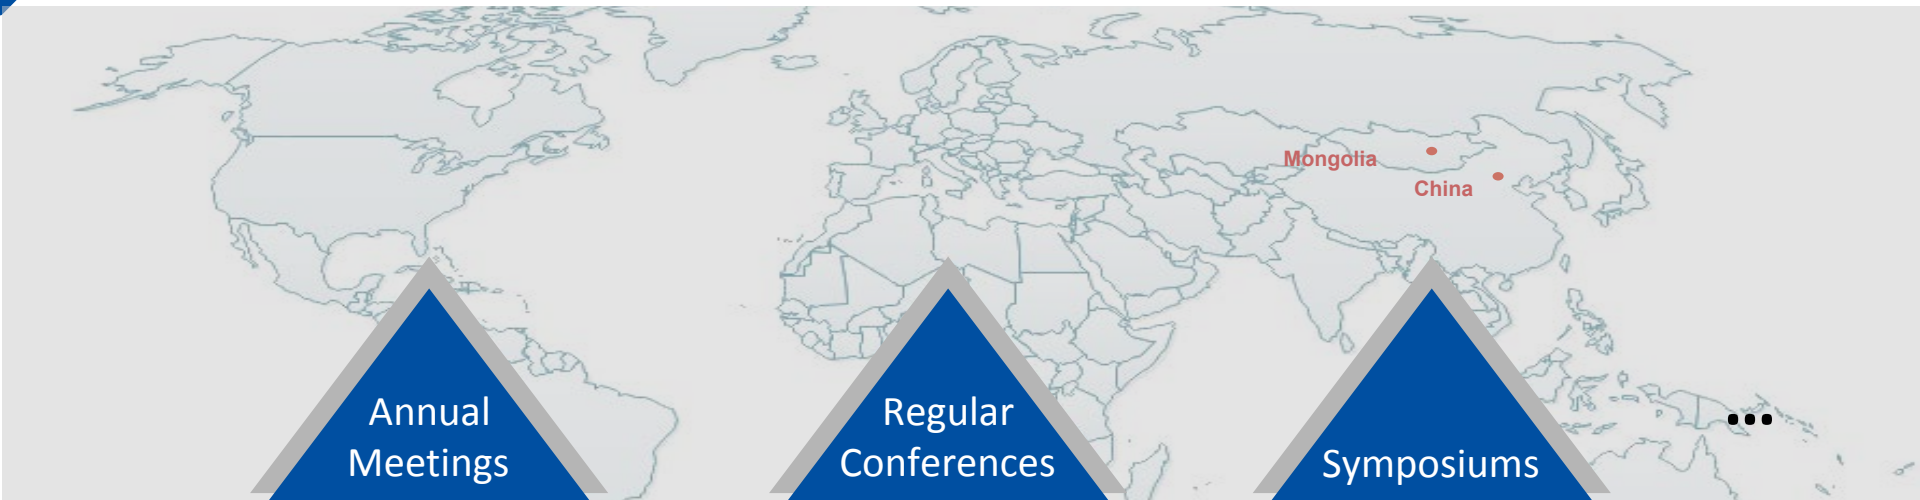 Mongolia
China
Annual
Meetings
Regular
Conferences
Symposiums
...